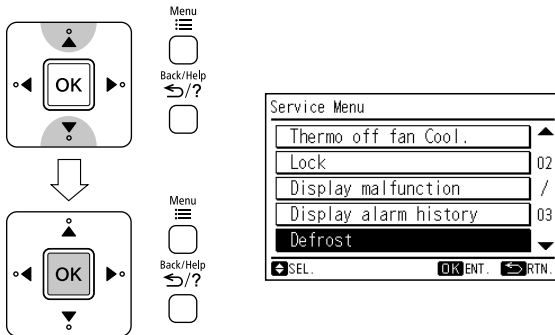 Menu
OK
Back/Help
/?
Menu
OK
Back/Help
/?
Service Menu
Thermo off fan Cool.
Lock
Display malfunction
Display alarm history
Defrost
02
/
03
SEL. OK ENT. RTN.